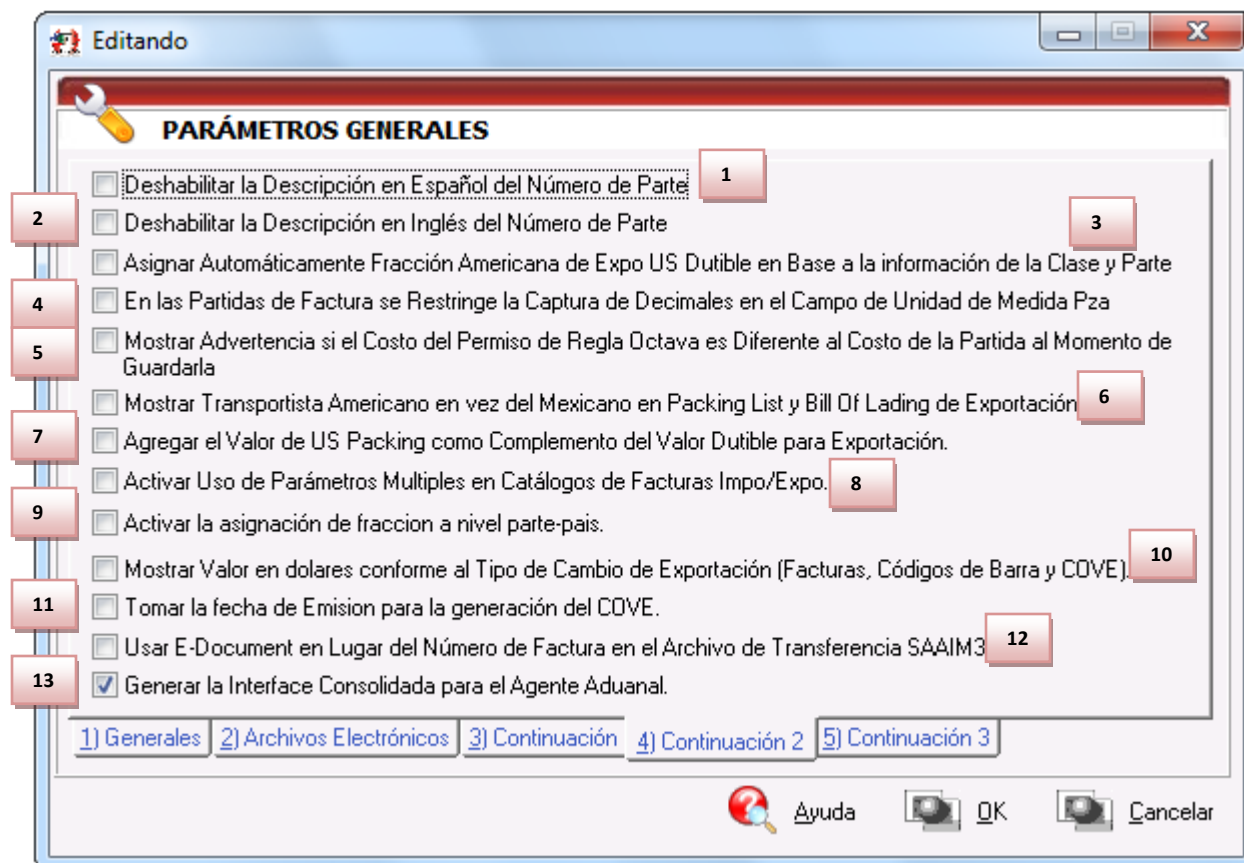 Editando
PARÁMETROS GENERALES
Deshabilitar la Descripción en Español del Número de Parte 1
2 Deshabilitar la Descripción en Inglés del Número de Parte
3
Asignar Automáticamente Fracción Americana de Expo US Dutible en Base a la información de la Clase y Parte
4 En las Partidas de Factura se Restringe la Captura de Decimales en el Campo de Unidad de Medida Pza
5 Mostrar Advertencia si el Costo del Permiso de Regla Octava es Diferente al Costo de la Partida al Momento de
Guardarla
Mostrar Transportista Americano en vez del Mexicano en Packing List y Bill Of Lading de Exportación 6
7 Agregar el Valor de US Packing como Complemento del Valor Dutible para Exportación.
Activar Uso de Parámetros Multiples en Catálogos de Facturas Impo/Expo. 8
9 Activar la asignación de fraccion a nivel parte-pais.
Mostrar Valor en dolares conforme al Tipo de Cambio de Exportación (Facturas, Códigos de Barra y COVE). 10
11 Tomar la fecha de Emision para la generación del COVE.
Usar E-Document en Lugar del Número de Factura en el Archivo de Transferencia SAAIM3 12
13 Generar la Interface Consolidada para el Agente Aduanal.
1) Generales 2) Archivos Electrónicos 3) Continuación 4) Continuación 2 5) Continuación 3
Ayuda OK Cancelar